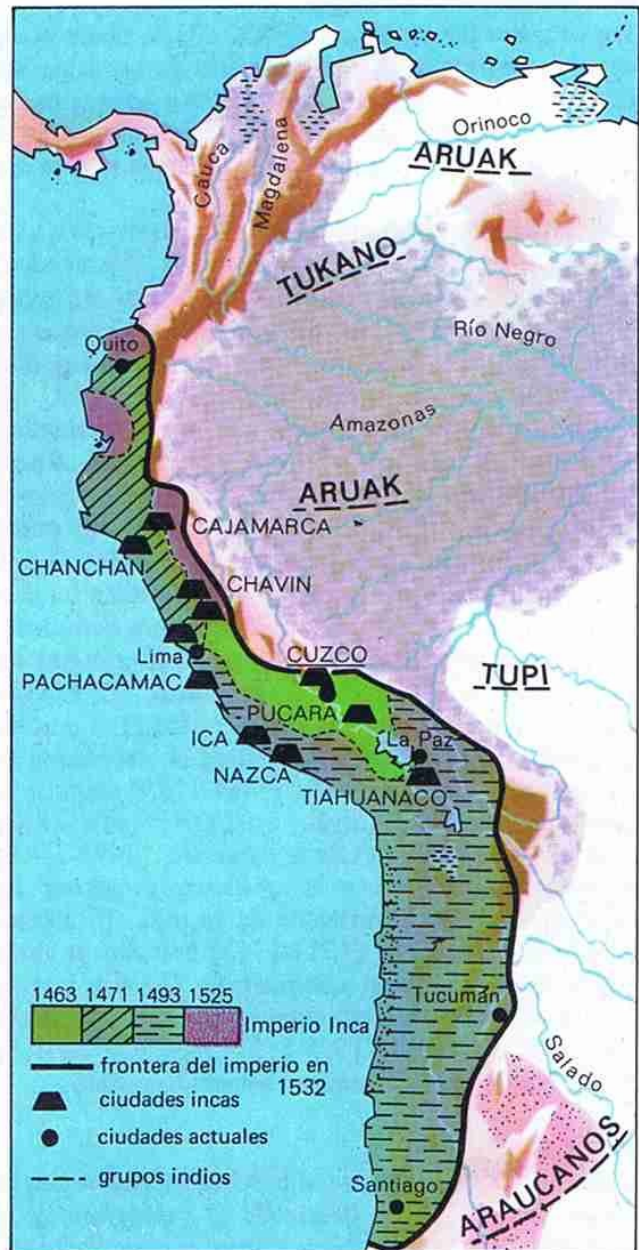 Orinoco
ARUAK
Cauca
Magdalena
TUKANO
Río Negro
Quito
Amazonas
ARUAK
CAJAMARCA
CHANCHAN
CHAVIN
Lima
CUZCO
PACHACAMAC
TUPI
PUCARA
ICA
La Paz
NAZCA
TIAHUANACO
1463 1471 1493 1525
Imperio Inca
Tucumán
frontera del imperio en
1532
Salado
ciudades incas
ciudades actuales
grupos indios
Santiago
ARAUCANOS